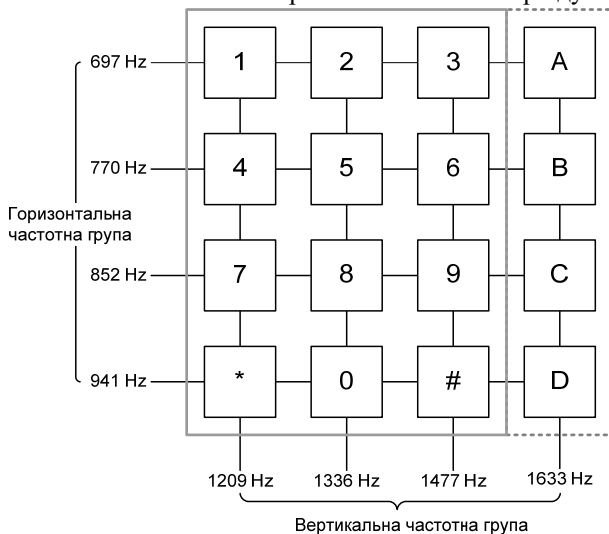 697 Hz 1 2 3 A
770 Hz 4 5 6 B
Горизонтальна
частотна група
852 Hz 7 8 9 C
941 Hz * 0 # D
1209 Hz 1336 Hz 1477 Hz 1633 Hz
Вертикальна частотна група